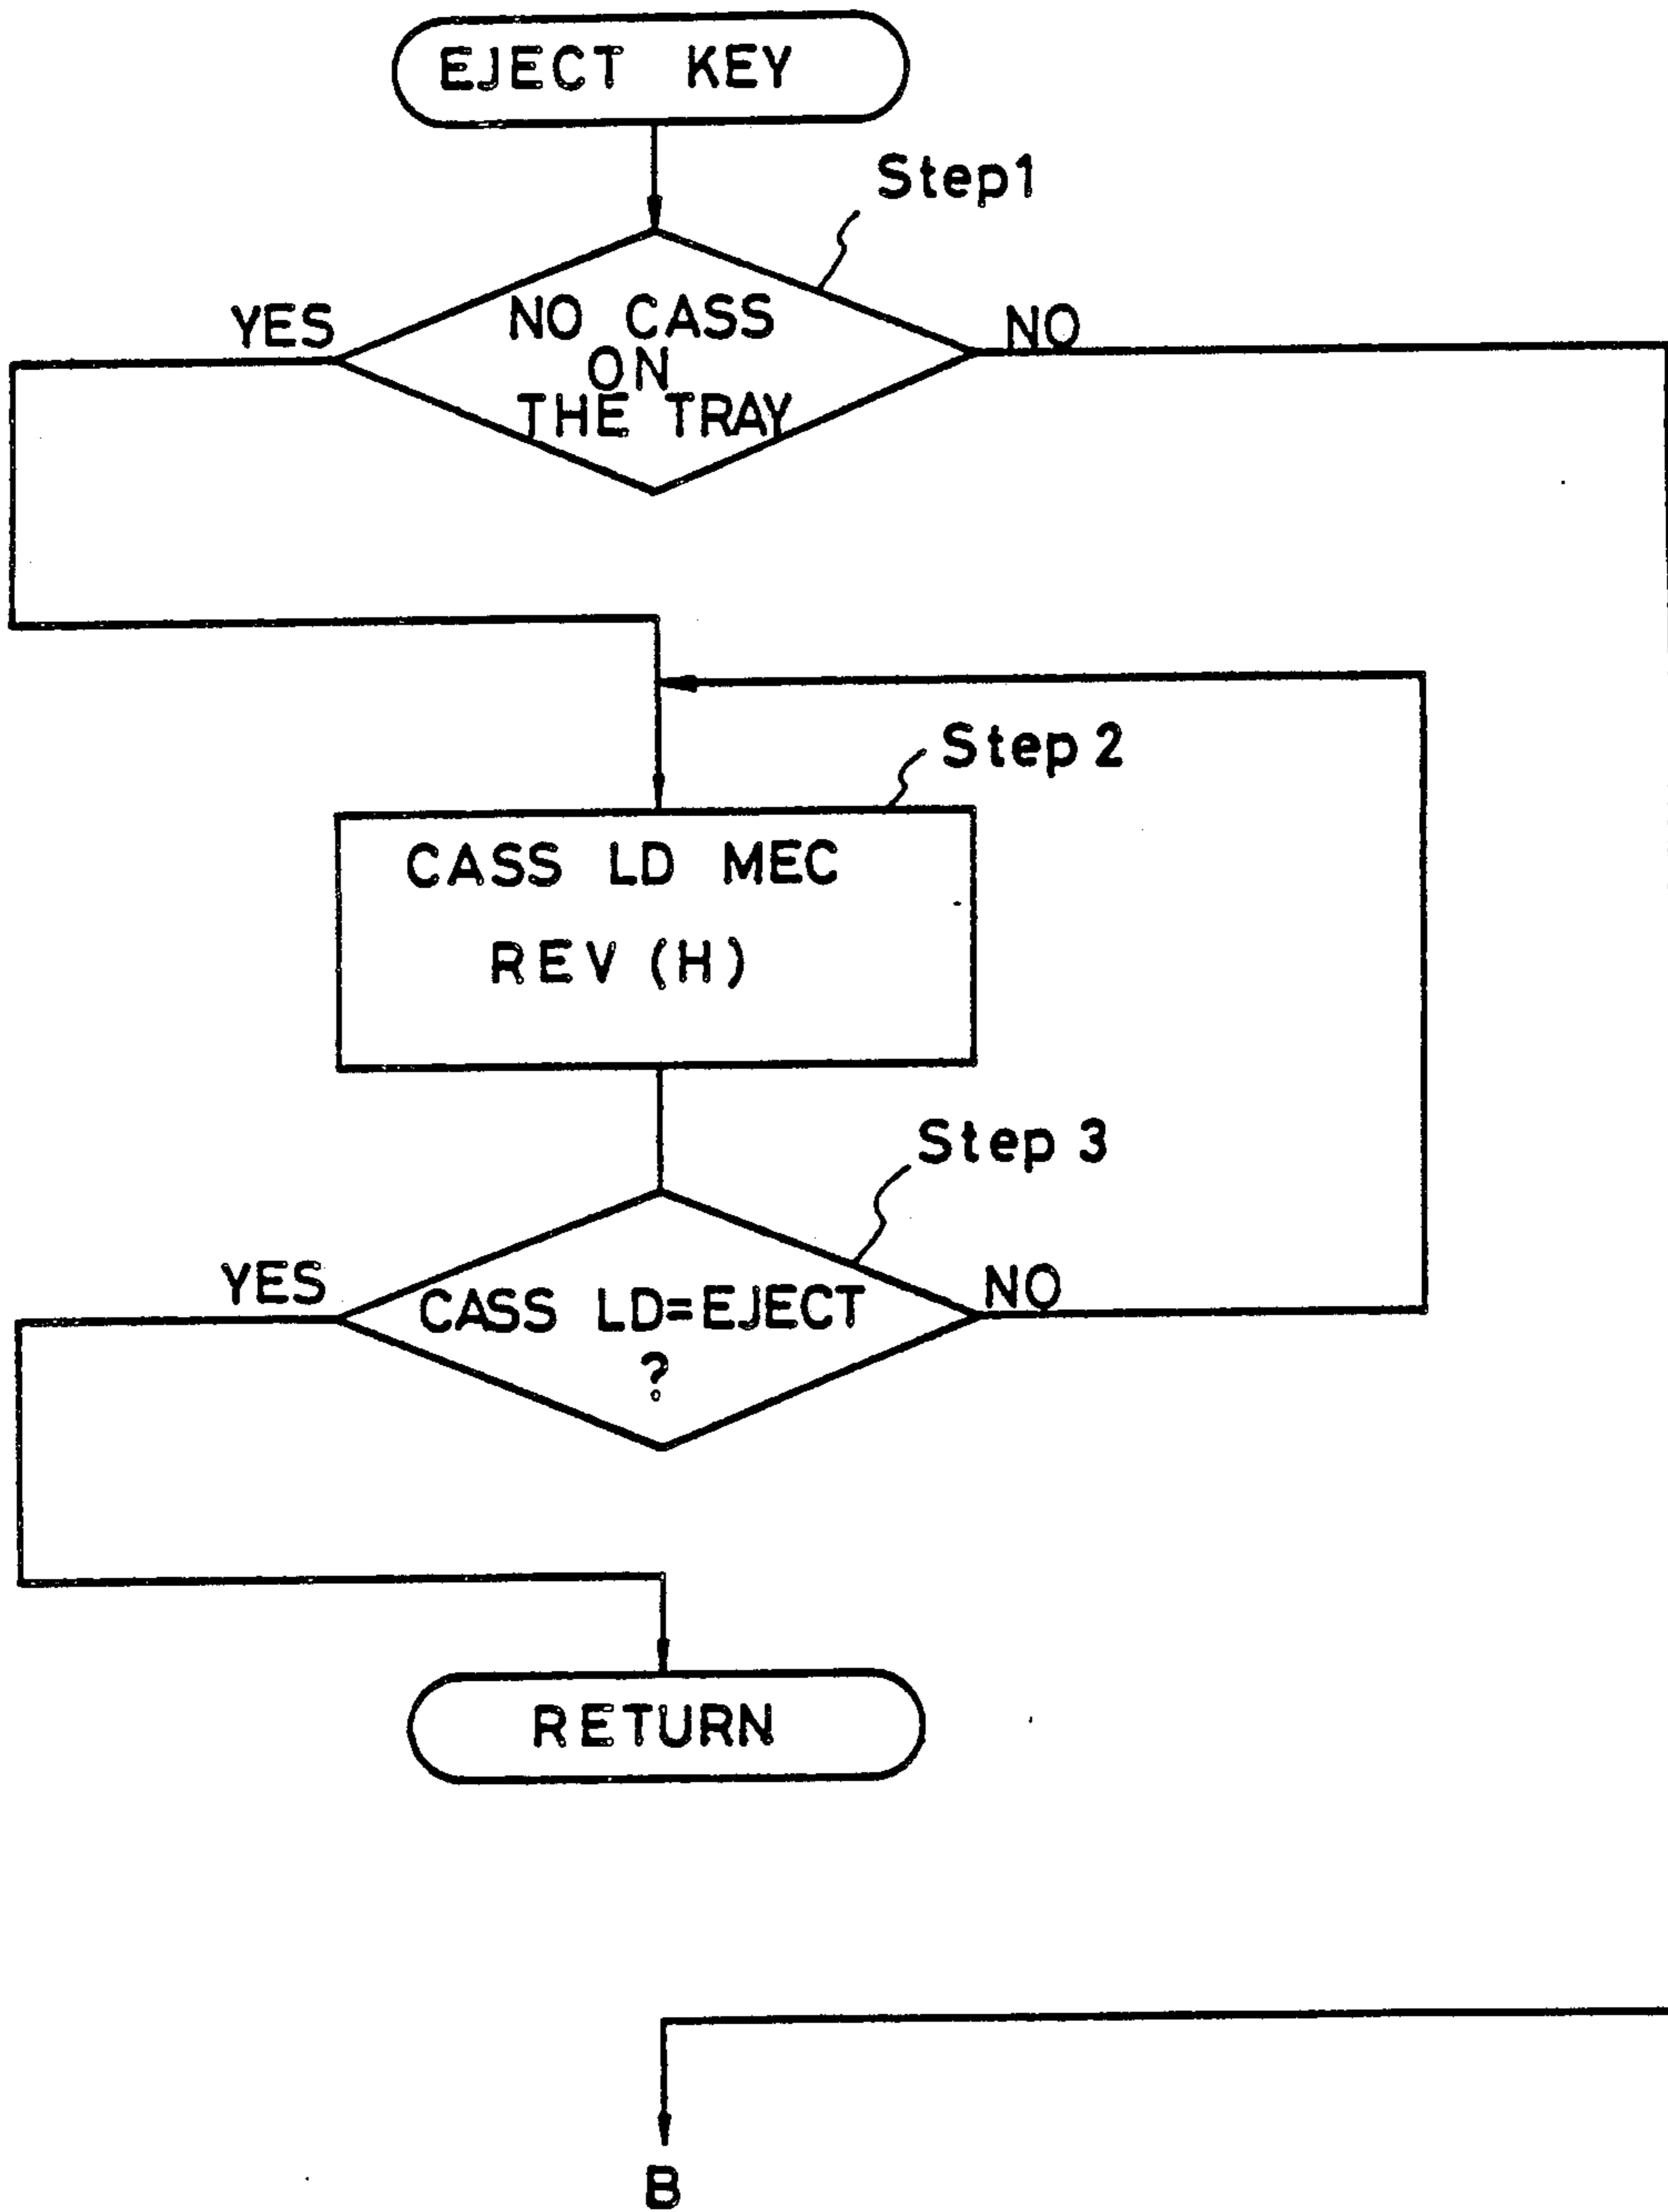 EJECT KEY
Step1
YES
NO
NO CASS
ON
THE TRAY
Step 2
CASS LD MEC
REV (H)
Step 3
YES
NO
CASS LD=EJECT
?
RETURN
B